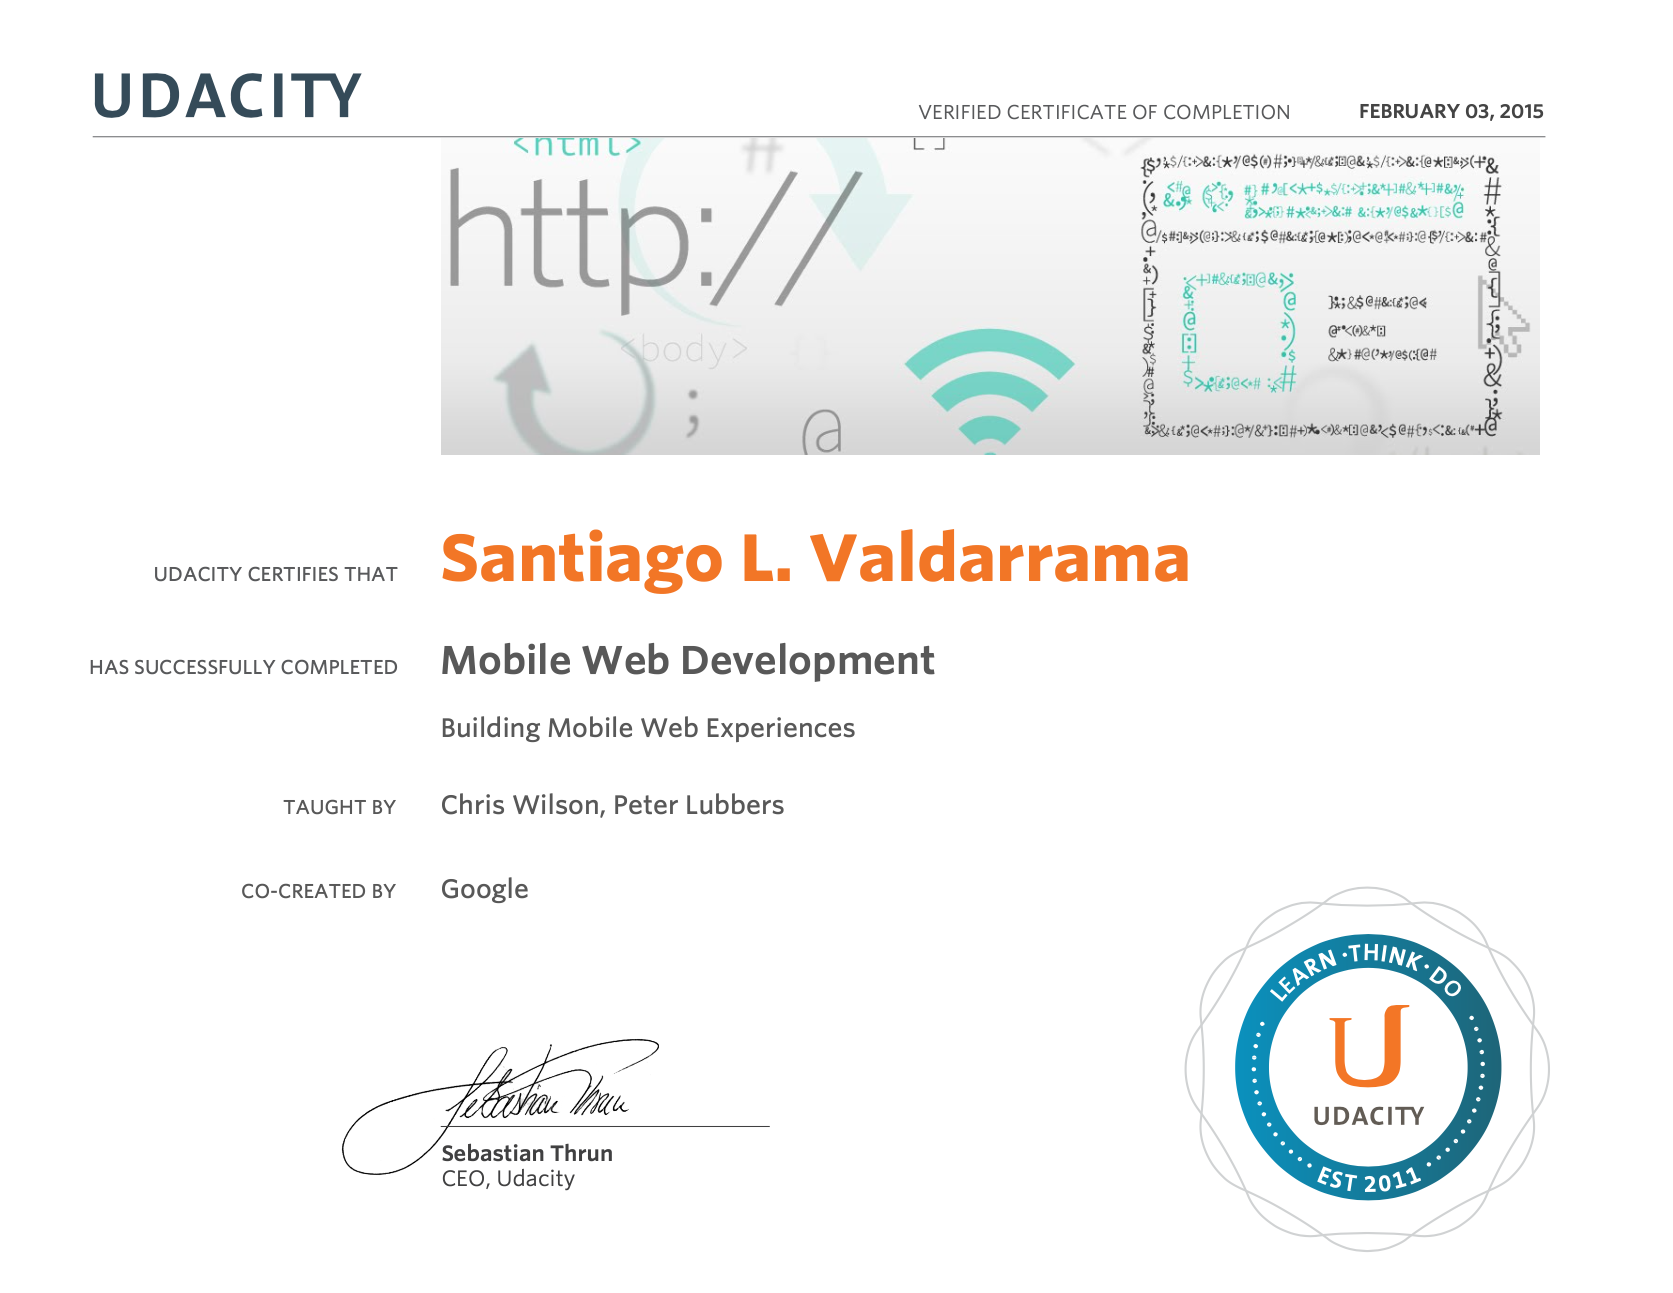 UDACITY
VERIFIED CERTIFICATE OF COMPLETION FEBRUARY 03, 2015
<html>
#
http://
<body>
{}
;
@
UDACITY CERTIFIES THAT Santiago L. Valdarrama
HAS SUCCESSFULLY COMPLETED Mobile Web Development
Building Mobile Web Experiences
TAUGHT BY Chris Wilson, Peter Lubbers
CO-CREATED BY Google
Sebastian Thrun
Sebastian Thrun
CEO, Udacity
LEARN·THINK·DO
U
UDACITY
EST 2011